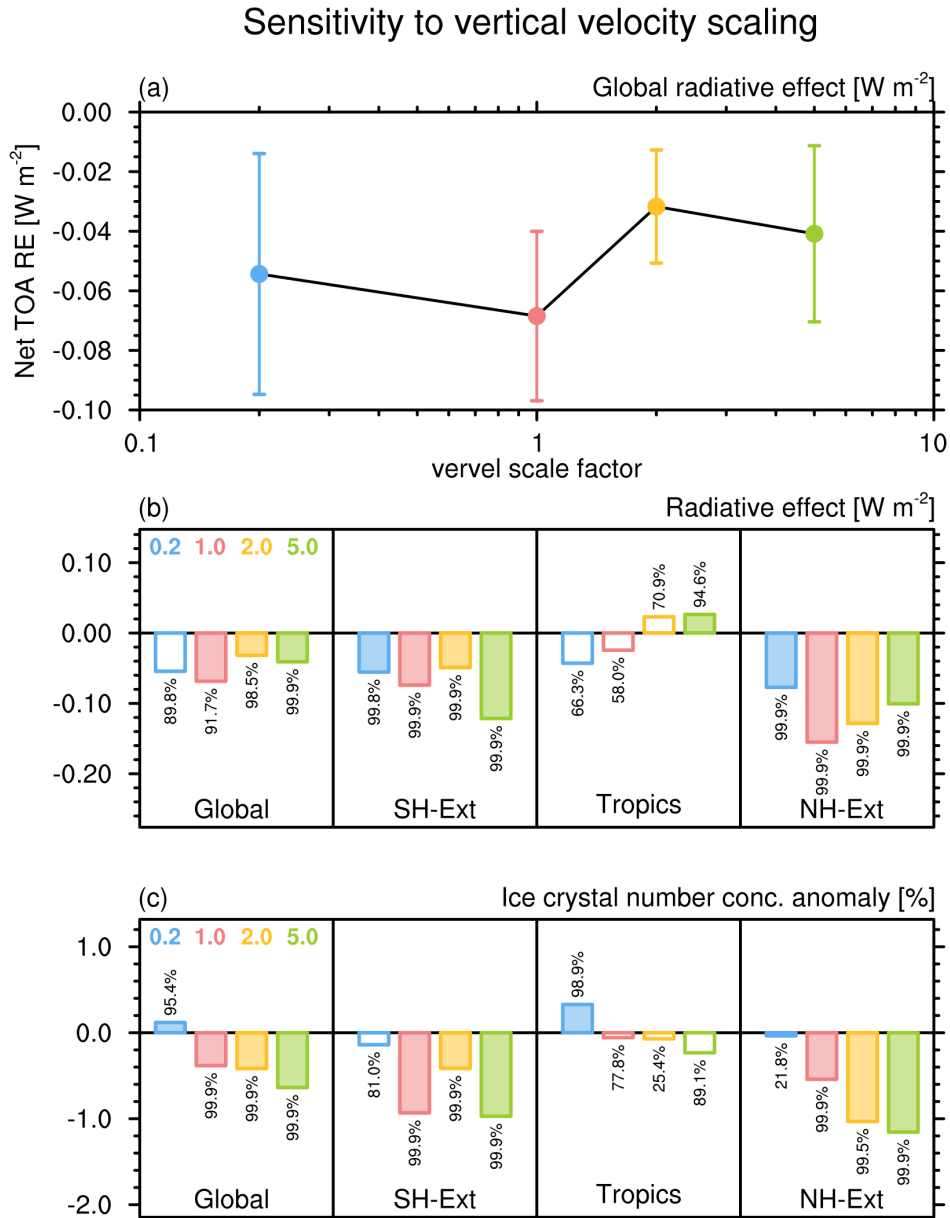 Sensitivity to vertical velocity scaling
(a) Global radiative effect [W m-2]
0.00
-0.02
-0.04
-0.06
-0.08
-0.10
Net TOA RE [W m-2]
0.1 1 10
vervel scale factor
(b) Radiative effect [W m-2]
0.10
0.00
-0.10
-0.20
0.2 1.0 2.0 5.0
89.8% 91.7% 98.5% 99.9%
99.8% 99.9% 99.9% 99.9%
66.3% 58.0% 70.9% 94.6%
99.9% 99.9% 99.9% 99.9%
Global SH-Ext Tropics NH-Ext
(c) Ice crystal number conc. anomaly [%]
1.0
0.0
-1.0
-2.0
0.2 1.0 2.0 5.0
95.4% 99.9% 99.9% 99.9%
81.0% 99.9% 99.9% 99.9%
98.9% 77.8% 25.4% 89.1%
21.8% 99.9% 99.5% 99.9%
Global SH-Ext Tropics NH-Ext